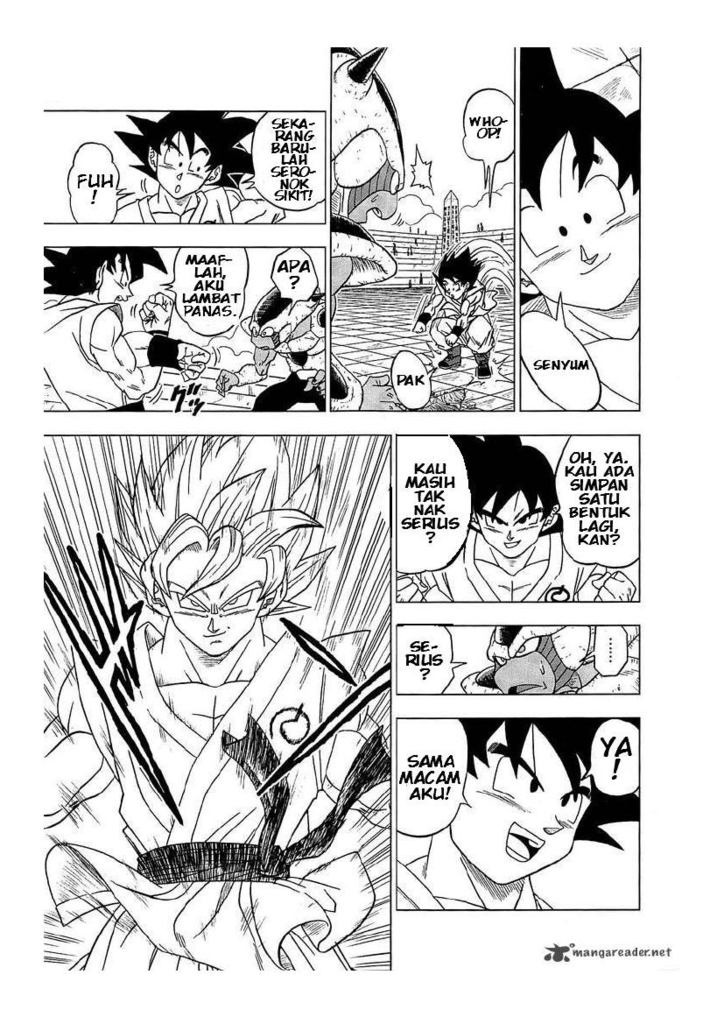 WHO-
OP!
SENYUM
PAK
SEKA-
RANG
BARU-
LAH
SERO-
NOK
SIKIT!
FUH
!
APA
?
MAAF-
LAH,
AKU
LAMBAT
PANAS.
OH, YA.
KAU ADA
SIMPAN
SATU
BENTUK
LAGI,
KAN?
KAU
MASIH
TAK
NAK
SERIUS
?
......
SE-
RIUS
?
YA
!
SAMA
MACAM
AKU!
mangareader.net